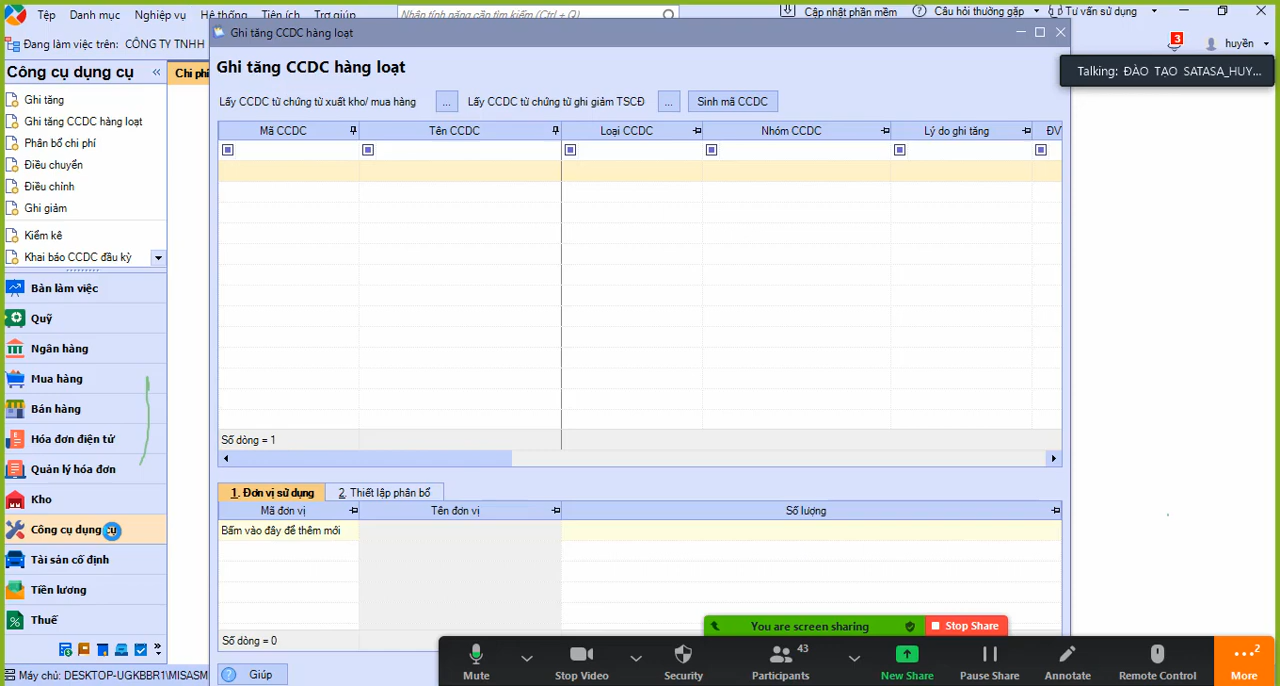 Tệp Danh mục Nghiệp vụ Hệ thống Tiện ích Trợ giúp Nhập tính năng cần tìm kiếm (Ctrl + Q) Cập nhật phần mềm Câu hỏi thường gặp Tư vấn sử dụng
Đang làm việc trên: CÔNG TY TNHH
Ghi tăng CCDC hàng loạt
3
huyền
Công cụ dụng cụ
«
Chi phí
Talking: ĐÀO TẠO SATASA_HUY...
Ghi tăng CCDC hàng loạt
Ghi tăng
Ghi tăng CCDC hàng loạt
Phân bổ chi phí
Điều chuyển
Điều chỉnh
Ghi giảm
Kiểm kê
Khai báo CCDC đầu kỳ
Lấy CCDC từ chứng từ xuất kho/ mua hàng ... Lấy CCDC từ chứng từ ghi giảm TSCĐ ... Sinh mã CCDC
Mã CCDC Tên CCDC Loại CCDC Nhóm CCDC Lý do ghi tăng ĐV
Bàn làm việc
Quỹ
Ngân hàng
Mua hàng
Bán hàng
Hóa đơn điện tử
Quản lý hóa đơn
Kho
Công cụ dụng cụ
Tài sản cố định
Tiền lương
Thuế
Số dòng = 1
1. Đơn vị sử dụng 2. Thiết lập phân bổ
Mã đơn vị Tên đơn vị Số lượng
Bấm vào đây để thêm mới
Số dòng = 0
You are screen sharing Stop Share
Giúp
Máy chủ: DESKTOP-UGKBBR1\MISASM
Mute Stop Video Security Participants 43 New Share Pause Share Annotate Remote Control More 2